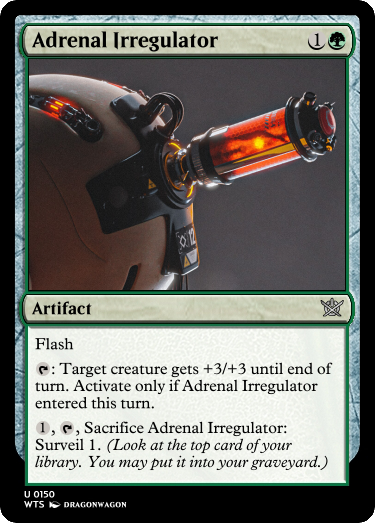 Adrenal Irregulator 1
12
Artifact
Flash
: Target creature gets +3/+3 until end of
turn. Activate only if Adrenal Irregulator
entered this turn.
1, , Sacrifice Adrenal Irregulator:
Surveil 1. (Look at the top card of your
library. You may put it into your graveyard.)
U 0150
WTS DRAGONWAGON